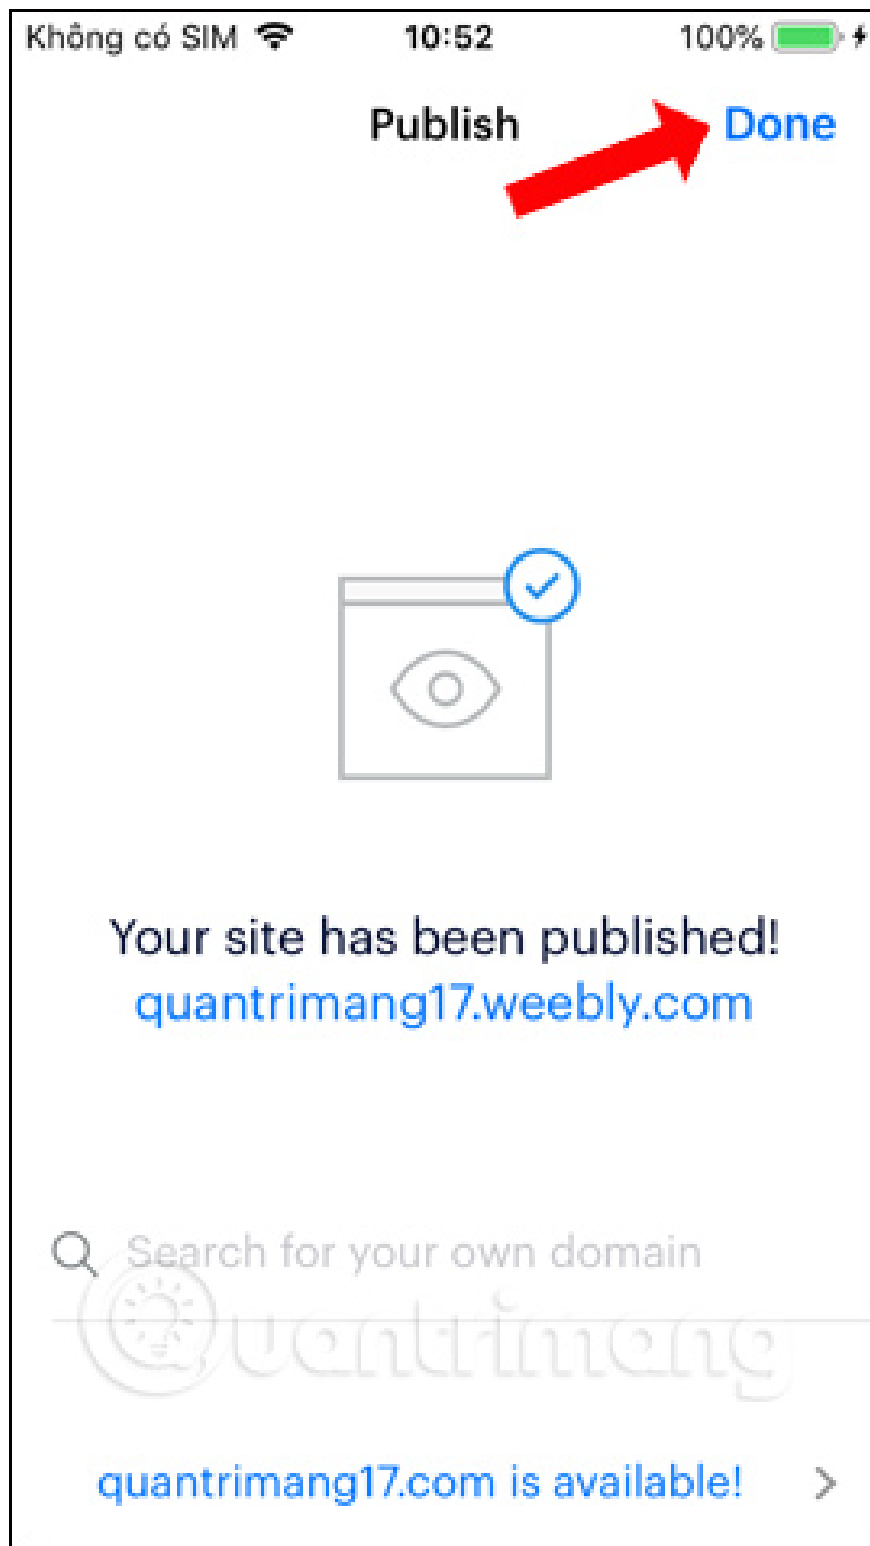 Không có SIM 10:52 100%
Publish Done
Your site has been published!
quantrimang17.weebly.com
Search for your own domain
Quantrimang
quantrimang17.com is available!